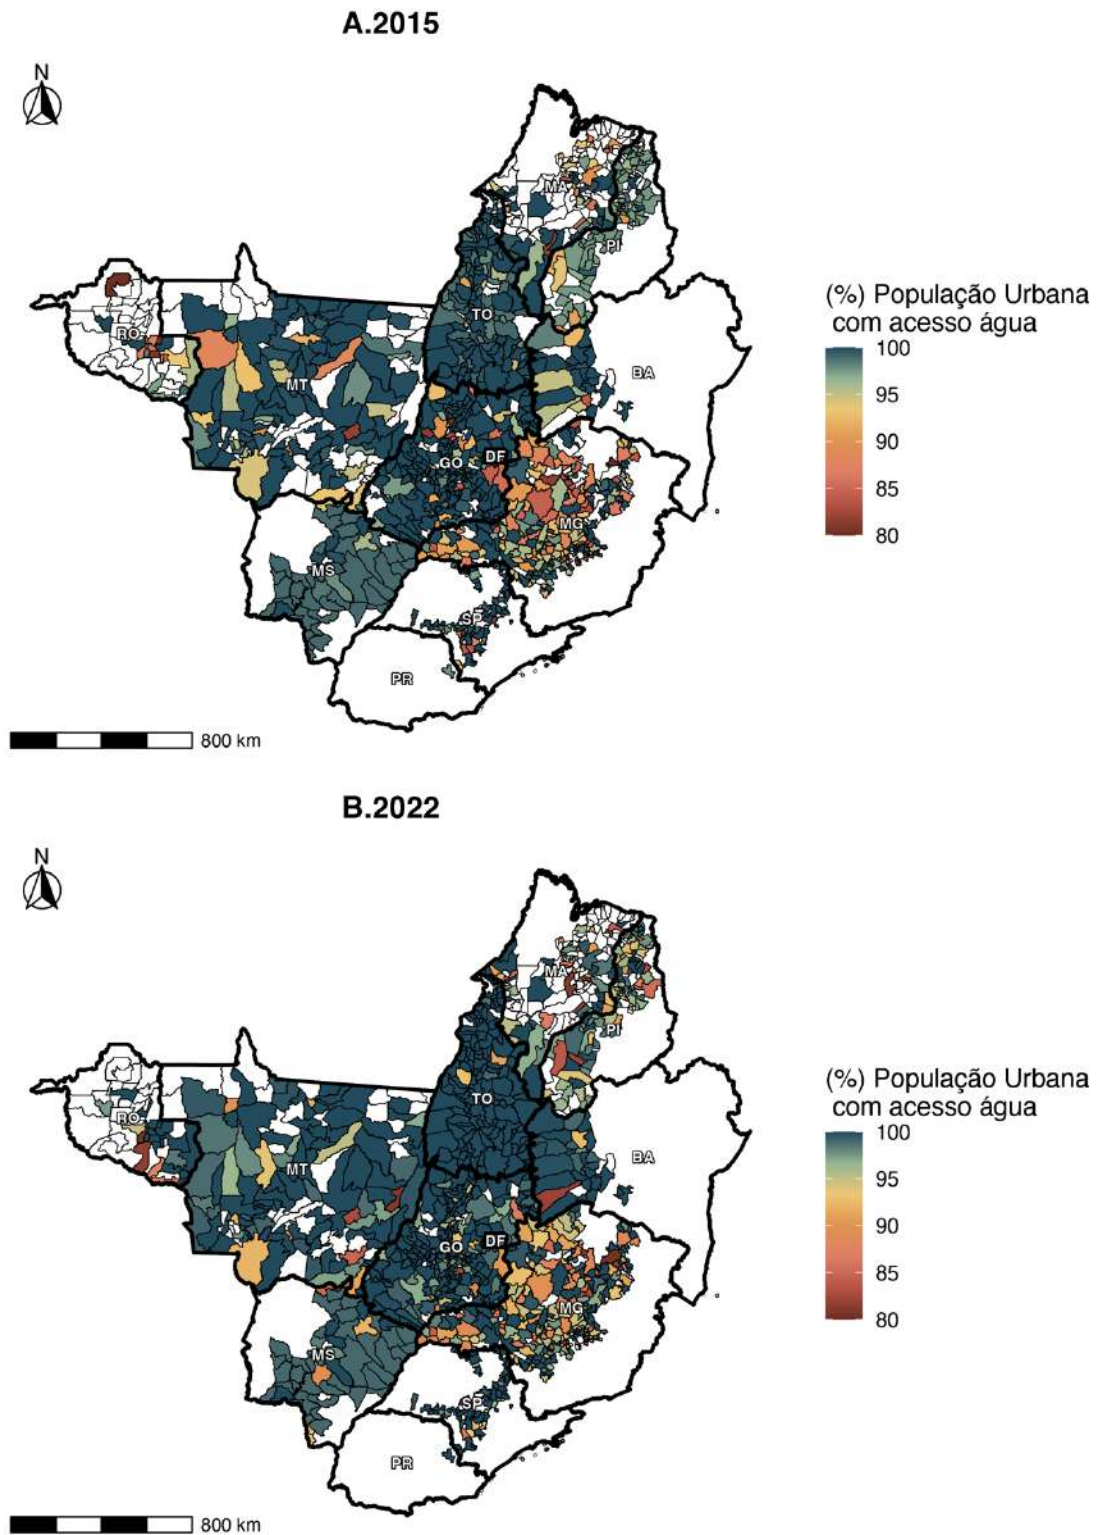 A.2015
N
MA
PI
TO
RO
BA
MT
GO
DF
MG
MS
SP
PR
800 km
(%) População Urbana
com acesso água
100
95
90
85
80
B.2022
N
MA
PI
TO
RO
BA
MT
GO
DF
MG
MS
SP
PR
800 km
(%) População Urbana
com acesso água
100
95
90
85
80